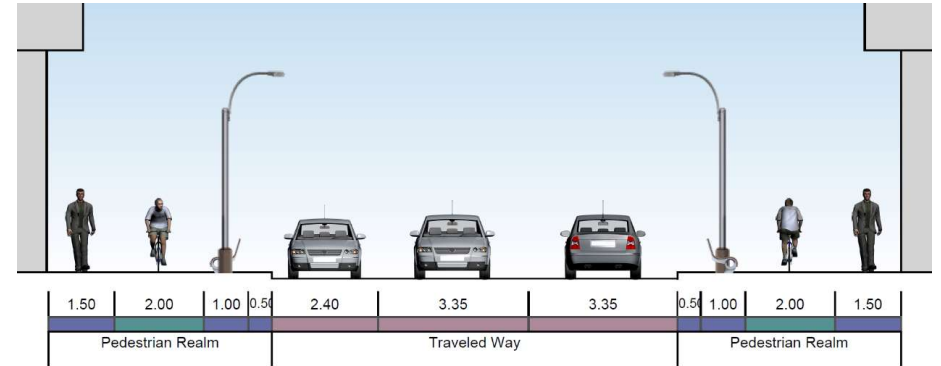 1.50 2.00 1.00 0.50 2.40 3.35 3.35 0.50 1.00 2.00 1.50
Pedestrian Realm Traveled Way Pedestrian Realm